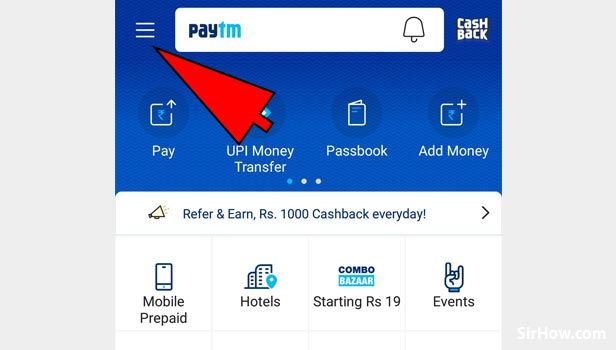 paytm
CASH
BACK
Pay
UPI Money
Transfer
Passbook
Add Money
Refer & Earn, Rs. 1000 Cashback everyday!
Mobile
Prepaid
Hotels
COMBO
BAZAAR
Starting Rs 19
Events
SirHow.com